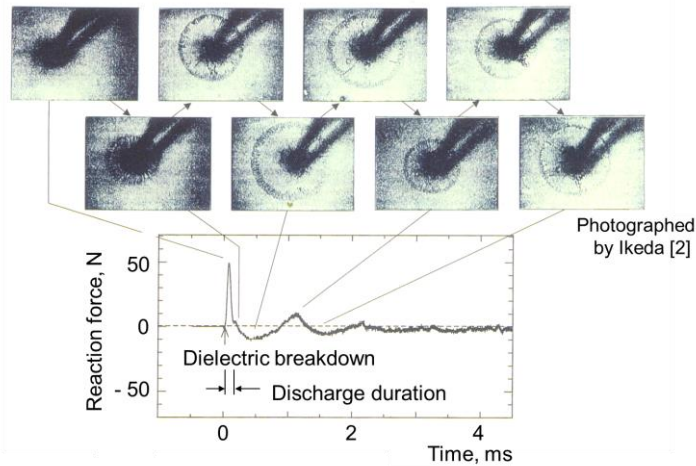 Photographed
by Ikeda [2]
Reaction force, N
50
0
- 50
Dielectric breakdown
Discharge duration
0
2
4
Time, ms